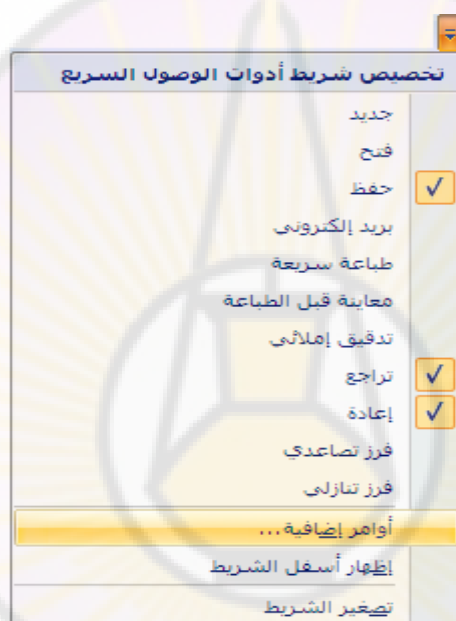 تخصيص شريط أدوات الوصول السريع
جديد
فتح
حفظ
بريد إلكتروني
طباعة سريعة
معاينة قبل الطباعة
تدقيق إملائي
تراجع
إعادة
فرز تصاعدي
فرز تنازلي
أوامر إضافية...
إظهار أسفل الشريط
تصغير الشريط